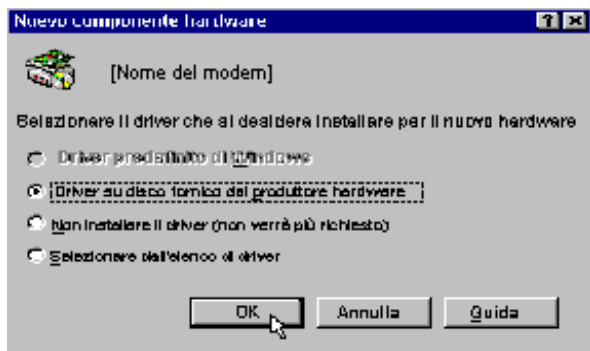 Nuovo componente hardware
[Nome del modem]
Selezionare il driver che si desidera installare per il nuovo hardware
Driver predefinito di Windows
Driver su disco fornico dal produttore hardware
Non installare il driver (non verrà più richiesto)
Selezionare dall'elenco di driver
OK
Annulla
Guida